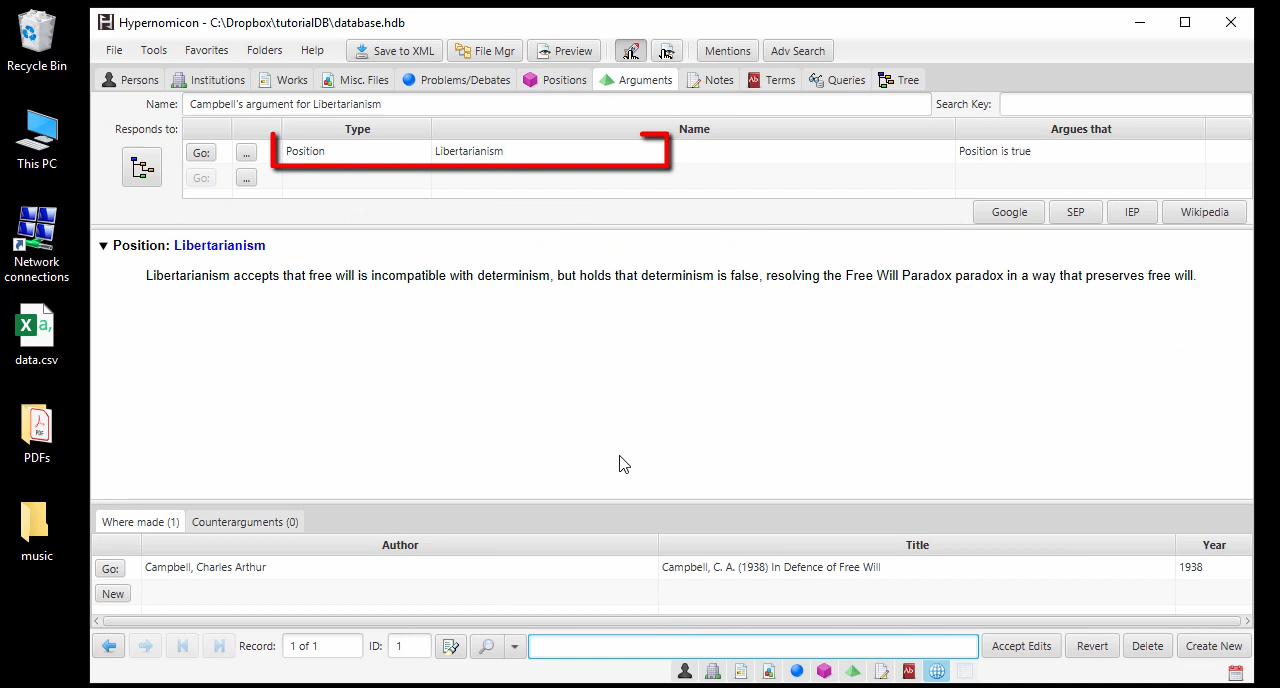 Recycle Bin
This PC
Network
connections
data.csv
PDFs
music
Hypernomicon - C:\Dropbox\tutorialDB\database.hdb
File Tools Favorites Folders Help Save to XML File Mgr Preview Mentions Adv Search
Persons Institutions Works Misc. Files Problems/Debates Positions Arguments Notes Terms Queries Tree
Name: Campbell's argument for Libertarianism Search Key:
Responds to: Type Name Argues that
Go: ... Position Libertarianism Position is true
Go: ...
Google SEP IEP Wikipedia
Position: Libertarianism
Libertarianism accepts that free will is incompatible with determinism, but holds that determinism is false, resolving the Free Will Paradox paradox in a way that preserves free will.
Where made (1) Counterarguments (0)
Author Title Year
Go: Campbell, Charles Arthur Campbell, C. A. (1938) In Defence of Free Will 1938
New
Record: 1 of 1 ID: 1 Accept Edits Revert Delete Create New